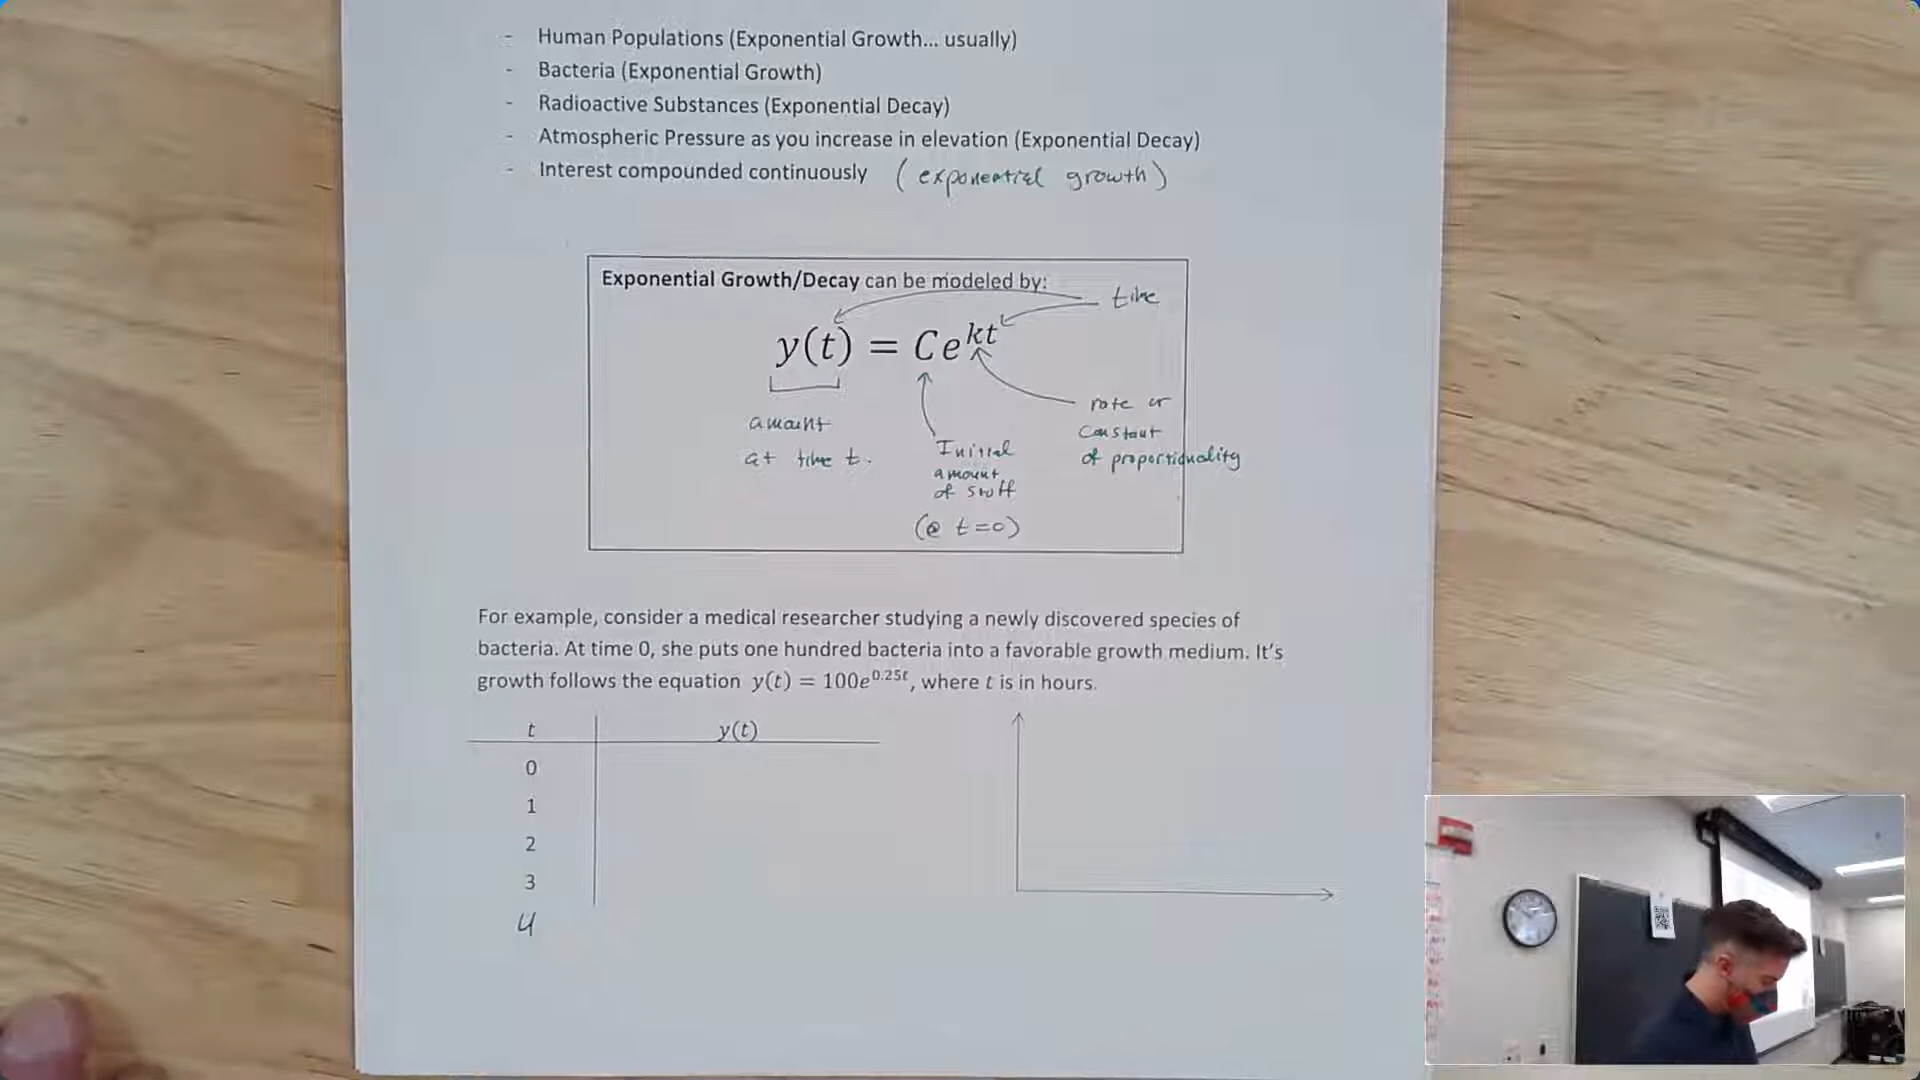 - Human Populations (Exponential Growth... usually)
- Bacteria (Exponential Growth)
- Radioactive Substances (Exponential Decay)
- Atmospheric Pressure as you increase in elevation (Exponential Decay)
- Interest compounded continuously (exponential growth)
Exponential Growth/Decay can be modeled by:
time
y(t) = Ce^{kt}
amount
at time t.
Initial
amount
of stuff
(@ t=0)
rate or
constant
of proportionality
For example, consider a medical researcher studying a newly discovered species of
bacteria. At time 0, she puts one hundred bacteria into a favorable growth medium. It's
growth follows the equation y(t) = 100e^{0.25t}, where t is in hours.
t y(t)
0
1
2
3
4